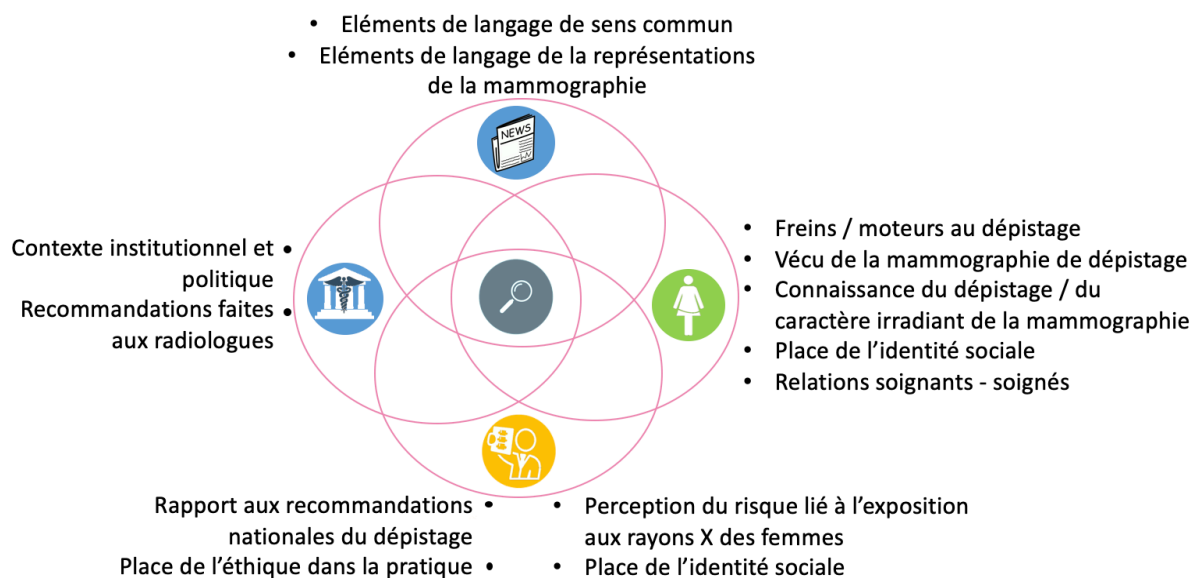 • Eléments de langage de sens commun
• Eléments de langage de la représentations
de la mammographie
NEWS
Contexte institutionnel et •
politique
Recommandations faites •
aux radiologues
• Freins / moteurs au dépistage
• Vécu de la mammographie de dépistage
• Connaissance du dépistage / du
caractère irradiant de la mammographie
• Place de l’identité sociale
• Relations soignants - soignés
Rapport aux recommandations •
nationales du dépistage
Place de l’éthique dans la pratique •
• Perception du risque lié à l’exposition
aux rayons X des femmes
• Place de l’identité sociale